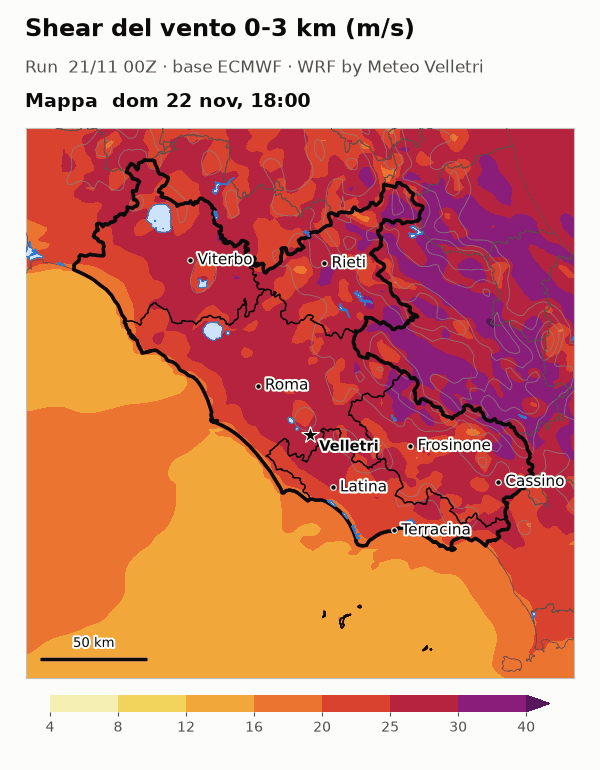 Shear del vento 0-3 km (m/s)
Run  21/11 00Z · base ECMWF · WRF by Meteo Velletri
Mappa  dom 22 nov, 18:00
Viterbo
Rieti
Roma
Velletri
Frosinone
Latina
Cassino
Terracina
50 km
4 8 12 16 20 25 30 40